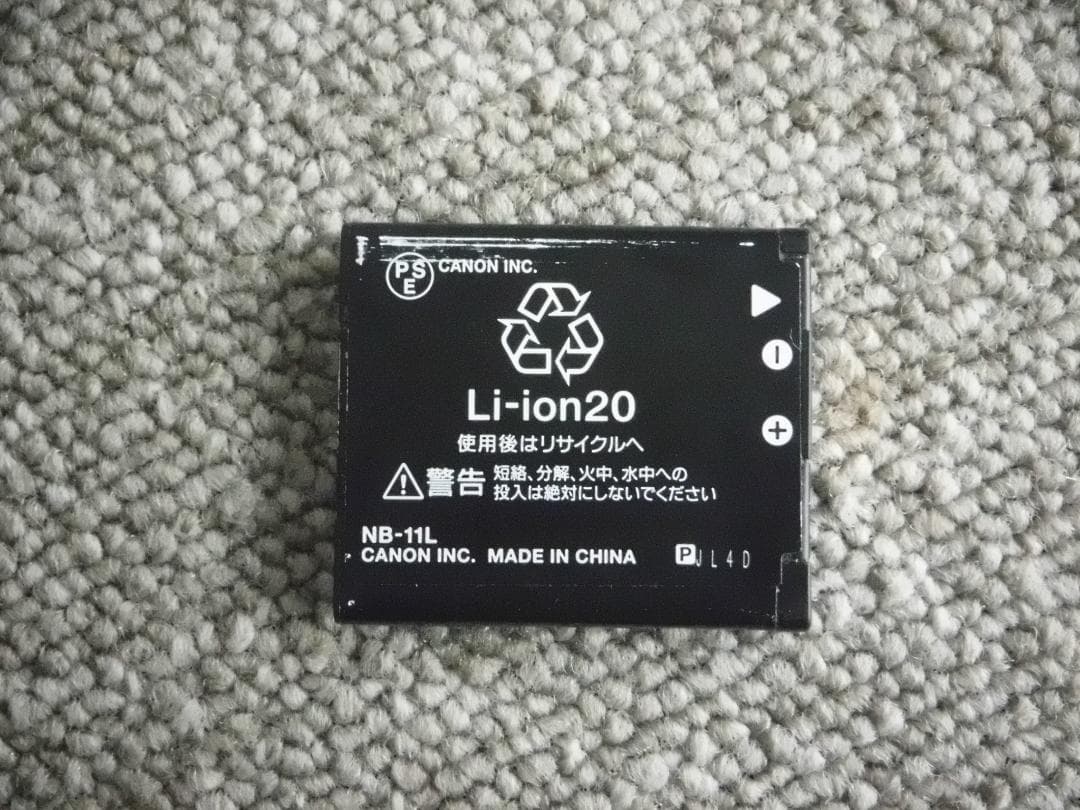 PSE CANON INC.
Li-ion20
使用後はリサイクルへ
警告 短絡、分解、火中、水中への
投入は絶対にしないでください
NB-11L
CANON INC. MADE IN CHINA P JL4D